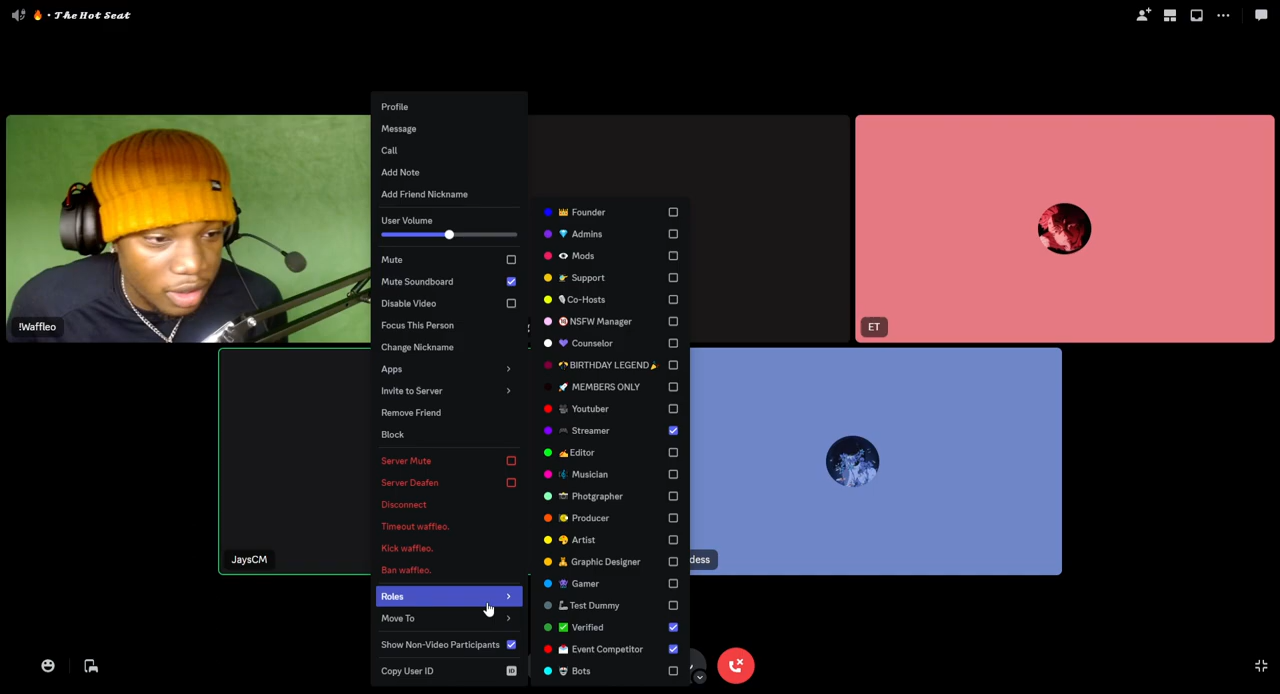 The Hot Seat
Profile
Message
Call
Add Note
Add Friend Nickname
User Volume
Mute
Mute Soundboard
Disable Video
Focus This Person
Change Nickname
Apps
Invite to Server
Remove Friend
Block
Server Mute
Server Deafen
Disconnect
Timeout waffleo.
Kick waffleo.
Ban waffleo.
Roles
Move To
Show Non-Video Participants
Copy User ID
ID
Founder
Admins
Mods
Support
Co-Hosts
NSFW Manager
Counselor
BIRTHDAY LEGEND
MEMBERS ONLY
Youtuber
Streamer
Editor
Musician
Photgrapher
Producer
Artist
Graphic Designer
Gamer
Test Dummy
Verified
Event Competitor
Bots
!Waffleo
ET
JaysCM
dess